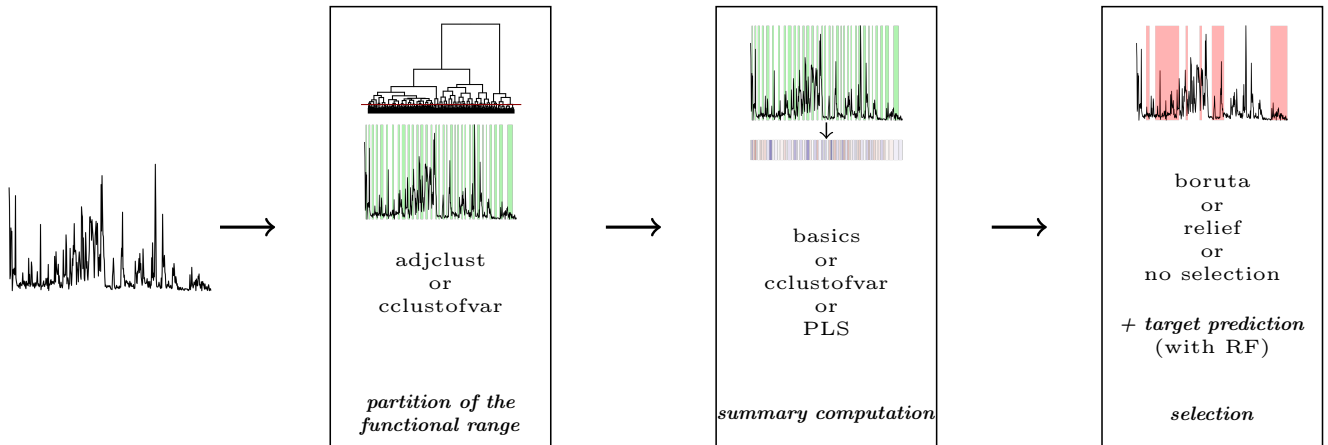 adjclust
or
cclustofvar
partition of the
functional range
basics
or
cclustofvar
or
PLS
summary computation
boruta
or
relief
or
no selection
+ target prediction
(with RF)
selection